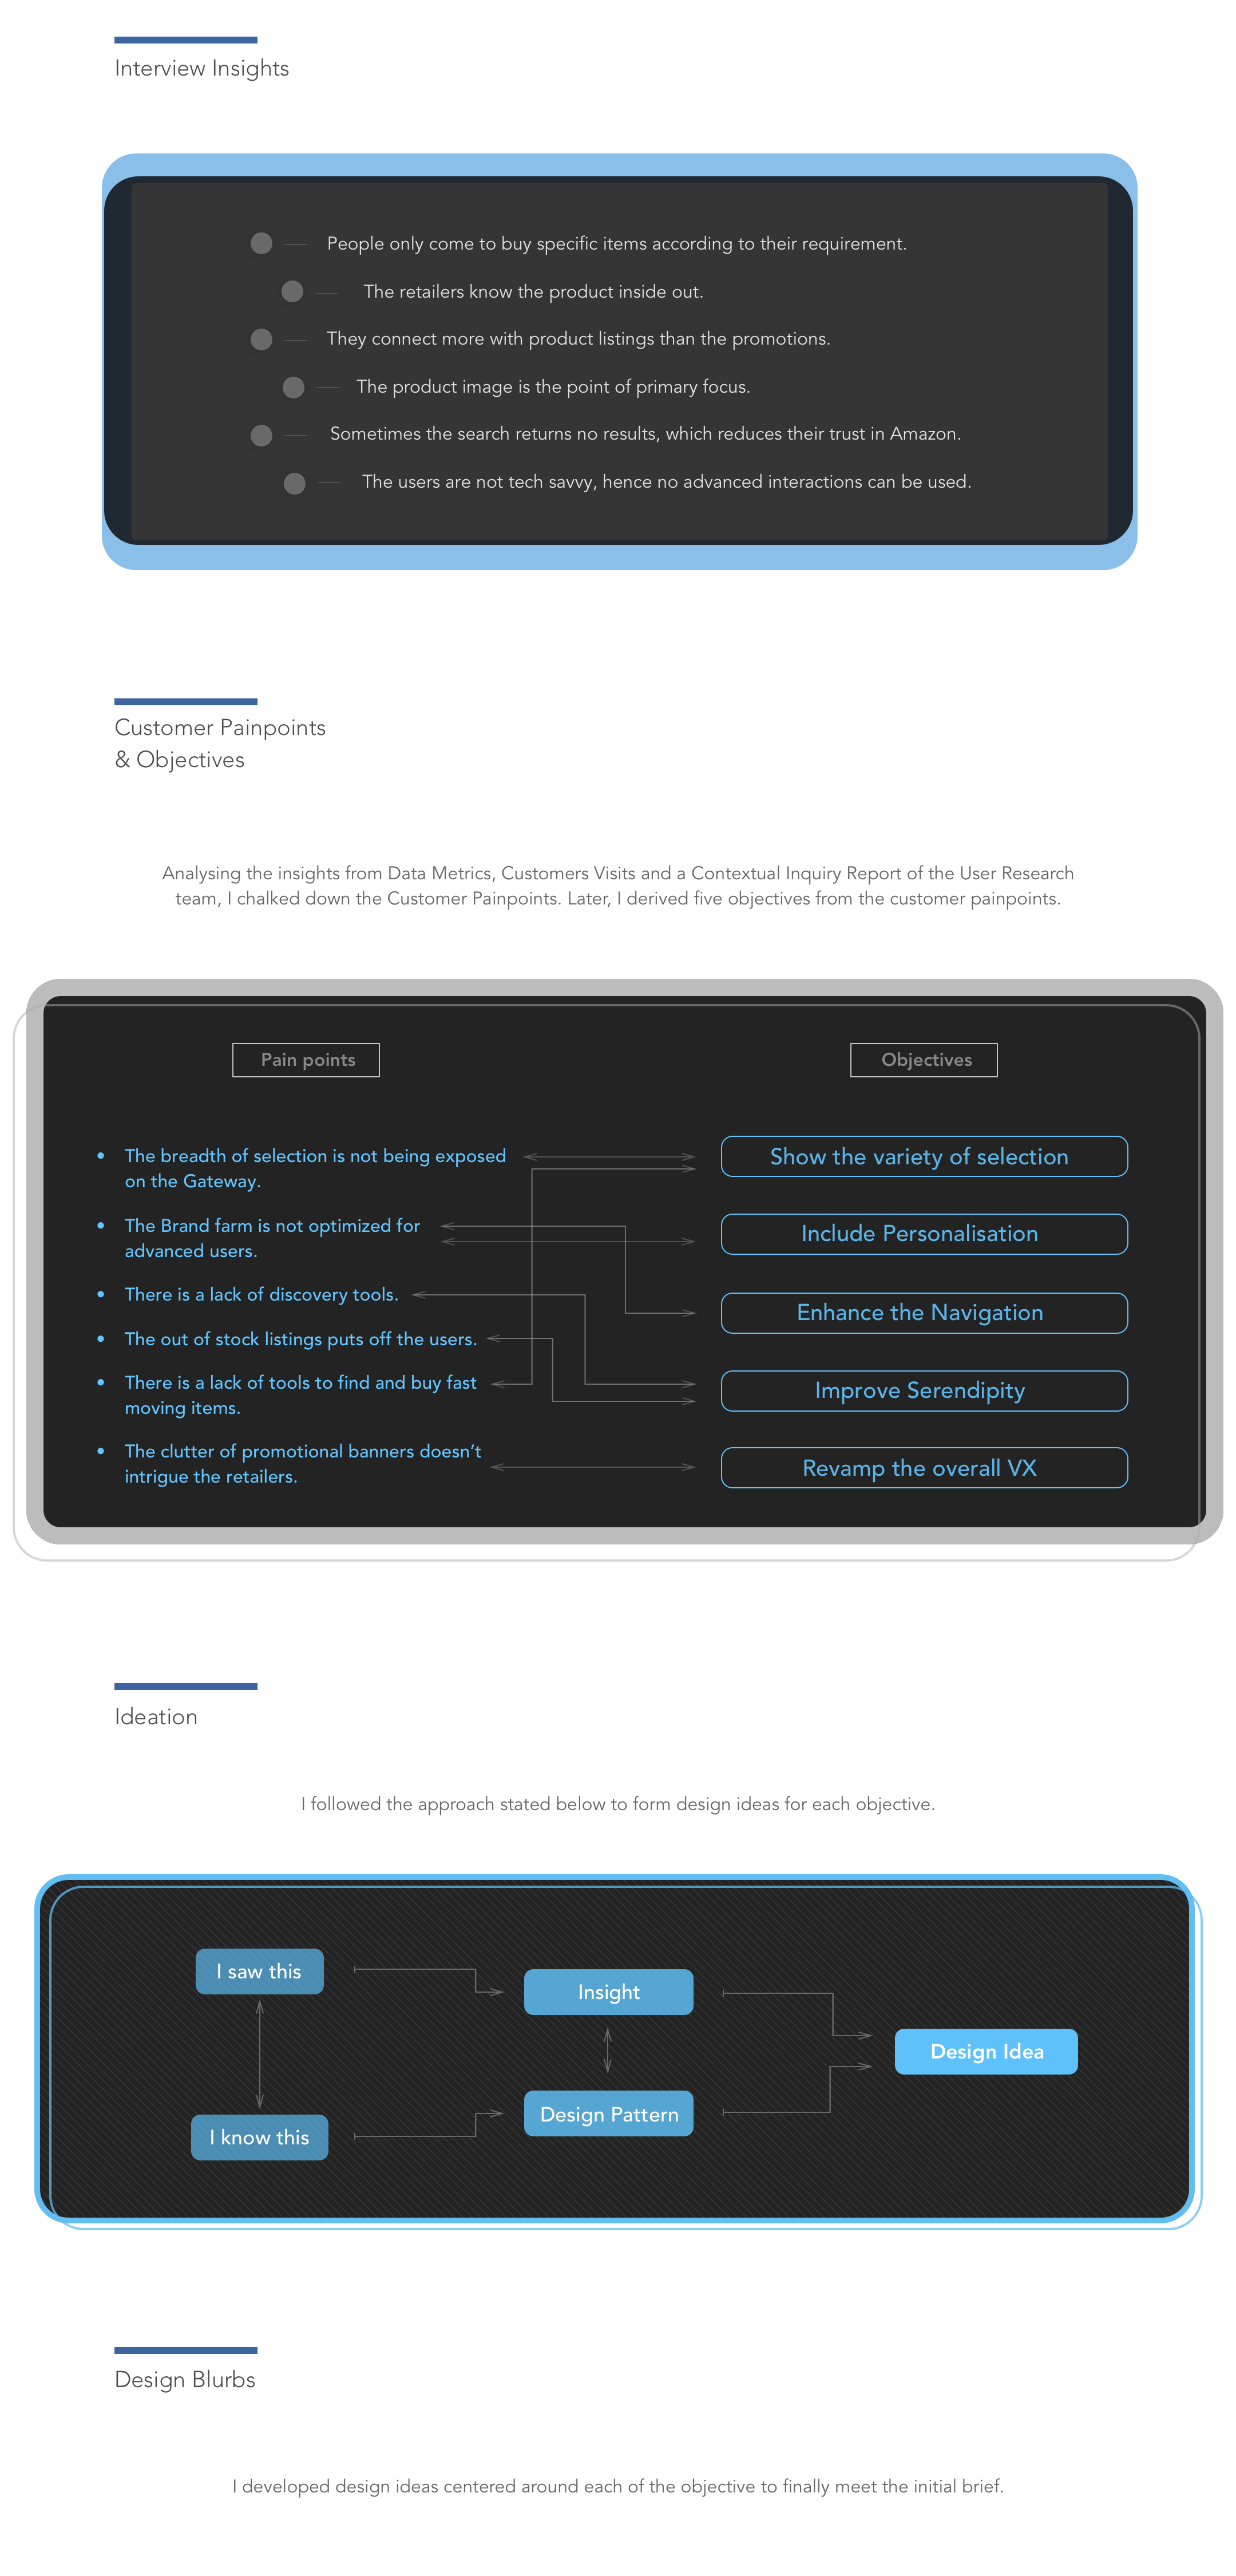 Interview Insights
People only come to buy specific items according to their requirement.
The retailers know the product inside out.
They connect more with product listings than the promotions.
The product image is the point of primary focus.
Sometimes the search returns no results, which reduces their trust in Amazon.
The users are not tech savvy, hence no advanced interactions can be used.
Customer Painpoints
& Objectives
Analysing the insights from Data Metrics, Customers Visits and a Contextual Inquiry Report of the User Research
team, I chalked down the Customer Painpoints. Later, I derived five objectives from the customer painpoints.
Pain points
• The breadth of selection is not being exposed
on the Gateway.
• The Brand farm is not optimized for
advanced users.
• There is a lack of discovery tools.
• The out of stock listings puts off the users.
• There is a lack of tools to find and buy fast
moving items.
• The clutter of promotional banners doesn’t
intrigue the retailers.
Objectives
Show the variety of selection
Include Personalisation
Enhance the Navigation
Improve Serendipity
Revamp the overall VX
Ideation
I followed the approach stated below to form design ideas for each objective.
I saw this
I know this
Insight
Design Pattern
Design Idea
Design Blurbs
I developed design ideas centered around each of the objective to finally meet the initial brief.